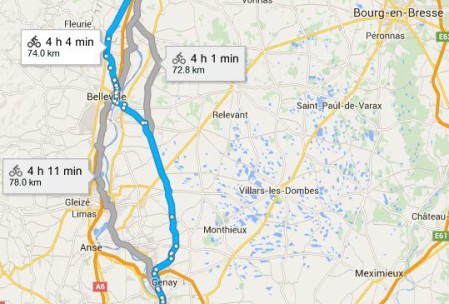 Vonnas
Bourg-en-Bresse
Fleurie
E62
Péronnas
4 h 4 min
74.0 km
4 h 1 min
72.8 km
Belleville
Saint-Paul-de-Varax
Relevant
4 h 11 min
78.0 km
Villars-les-Dombes
Gleizé
Limas
Château
Monthieux
E611
Anse
Meximieux
Genay
A6